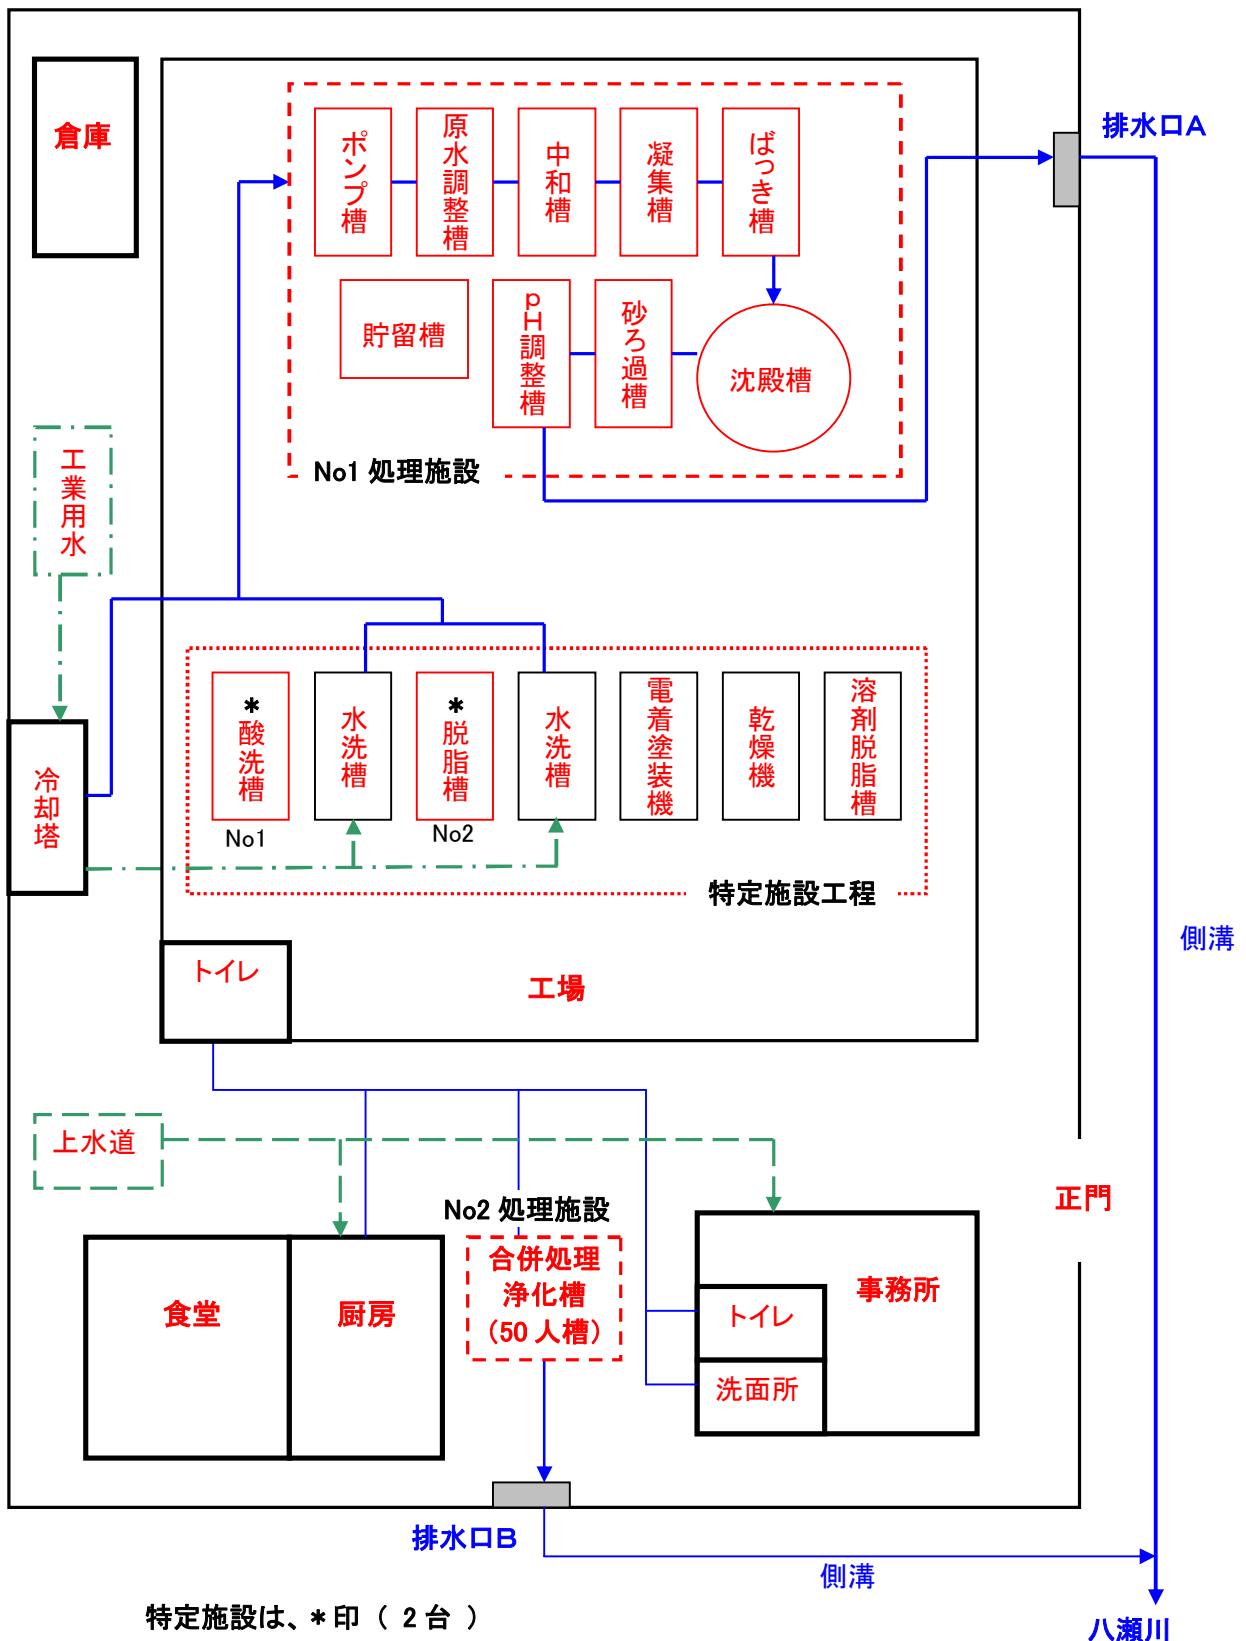 倉庫
排水口A
ポンプ槽
原水調整槽
中和槽
凝集槽
ばっき槽
貯留槽
pH調整槽
砂ろ過槽
沈殿槽
No1 処理施設
工業用水
冷却塔
*酸洗槽
No1
水洗槽
*脱脂槽
No2
水洗槽
電着塗装機
乾燥機
溶剤脱脂槽
特定施設工程
側溝
トイレ
工場
上水道
正門
No2 処理施設
合併処理
浄化槽
(50 人槽)
食堂
厨房
事務所
トイレ
洗面所
排水口B
側溝
特定施設は、*印 ( 2 台 )
八瀬川